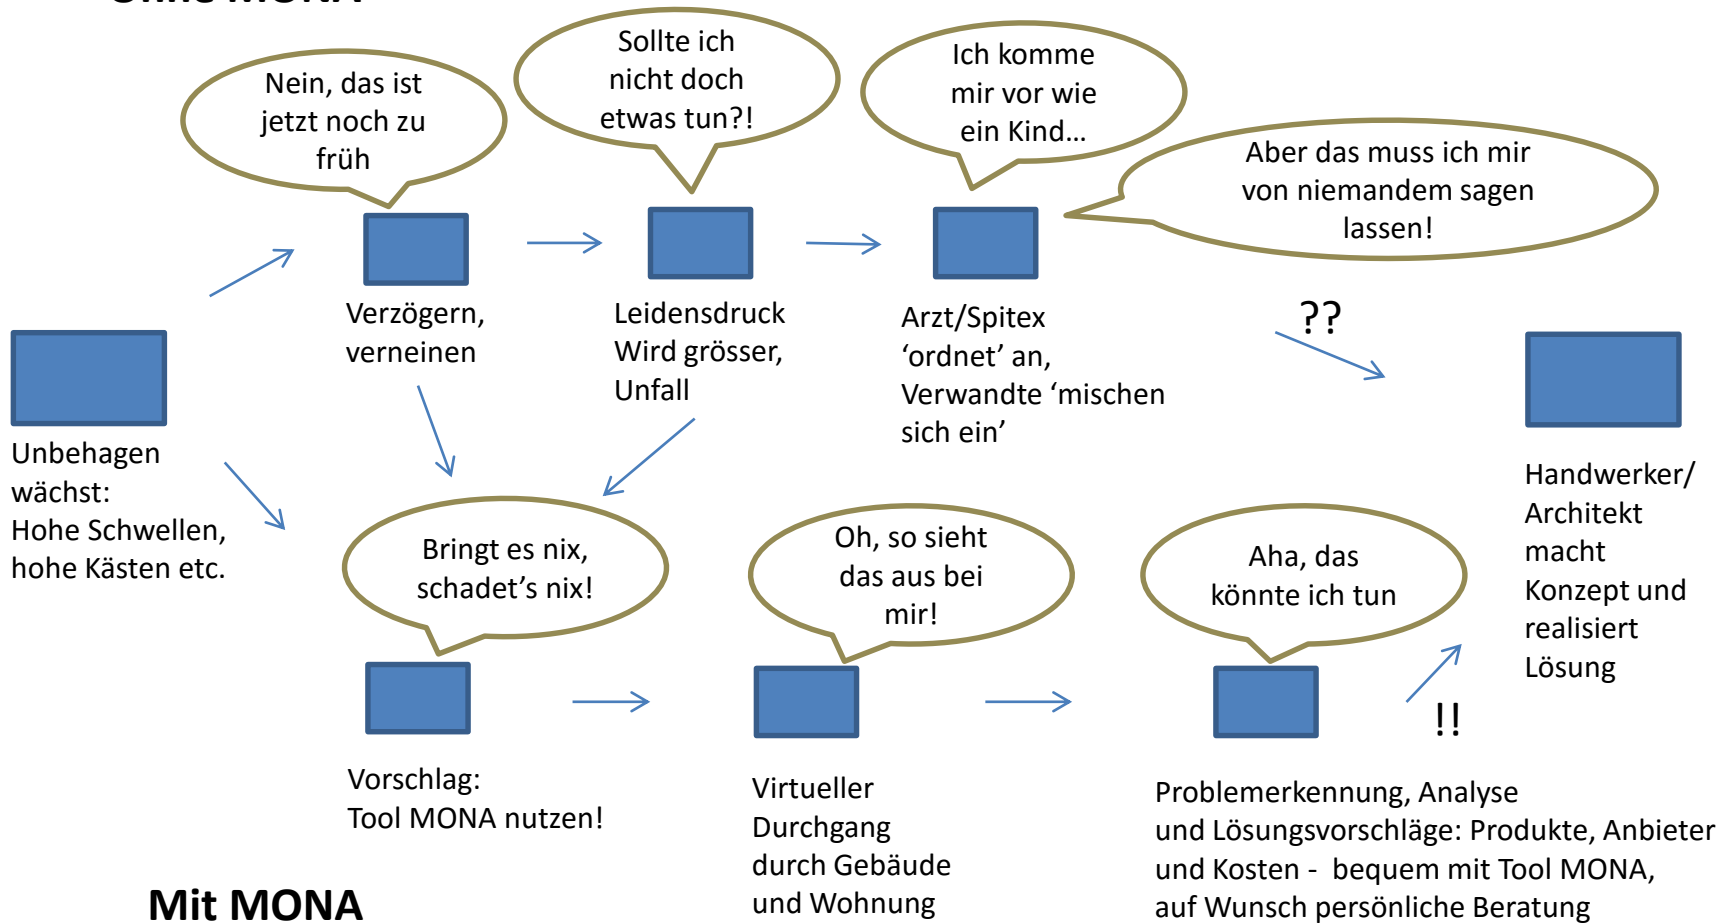 Ohne MONA
Nein, das ist
jetzt noch zu
früh
Sollte ich
nicht doch
etwas tun?!
Ich komme
mir vor wie
ein Kind…
Aber das muss ich mir
von niemandem sagen
lassen!
Verzögern,
verneinen
Leidensdruck
Wird grösser,
Unfall
Arzt/Spitex
‘ordnet’ an,
Verwandte ‘mischen
sich ein’
??
Unbehagen
wächst:
Hohe Schwellen,
hohe Kästen etc.
Handwerker/
Architekt
macht
Konzept und
realisiert
Lösung
Bringt es nix,
schadet’s nix!
Oh, so sieht
das aus bei
mir!
Aha, das
könnte ich tun
!!
Vorschlag:
Tool MONA nutzen!
Virtueller
Durchgang
durch Gebäude
und Wohnung
Problemerkennung, Analyse
und Lösungsvorschläge: Produkte, Anbieter
und Kosten - bequem mit Tool MONA,
auf Wunsch persönliche Beratung
Mit MONA